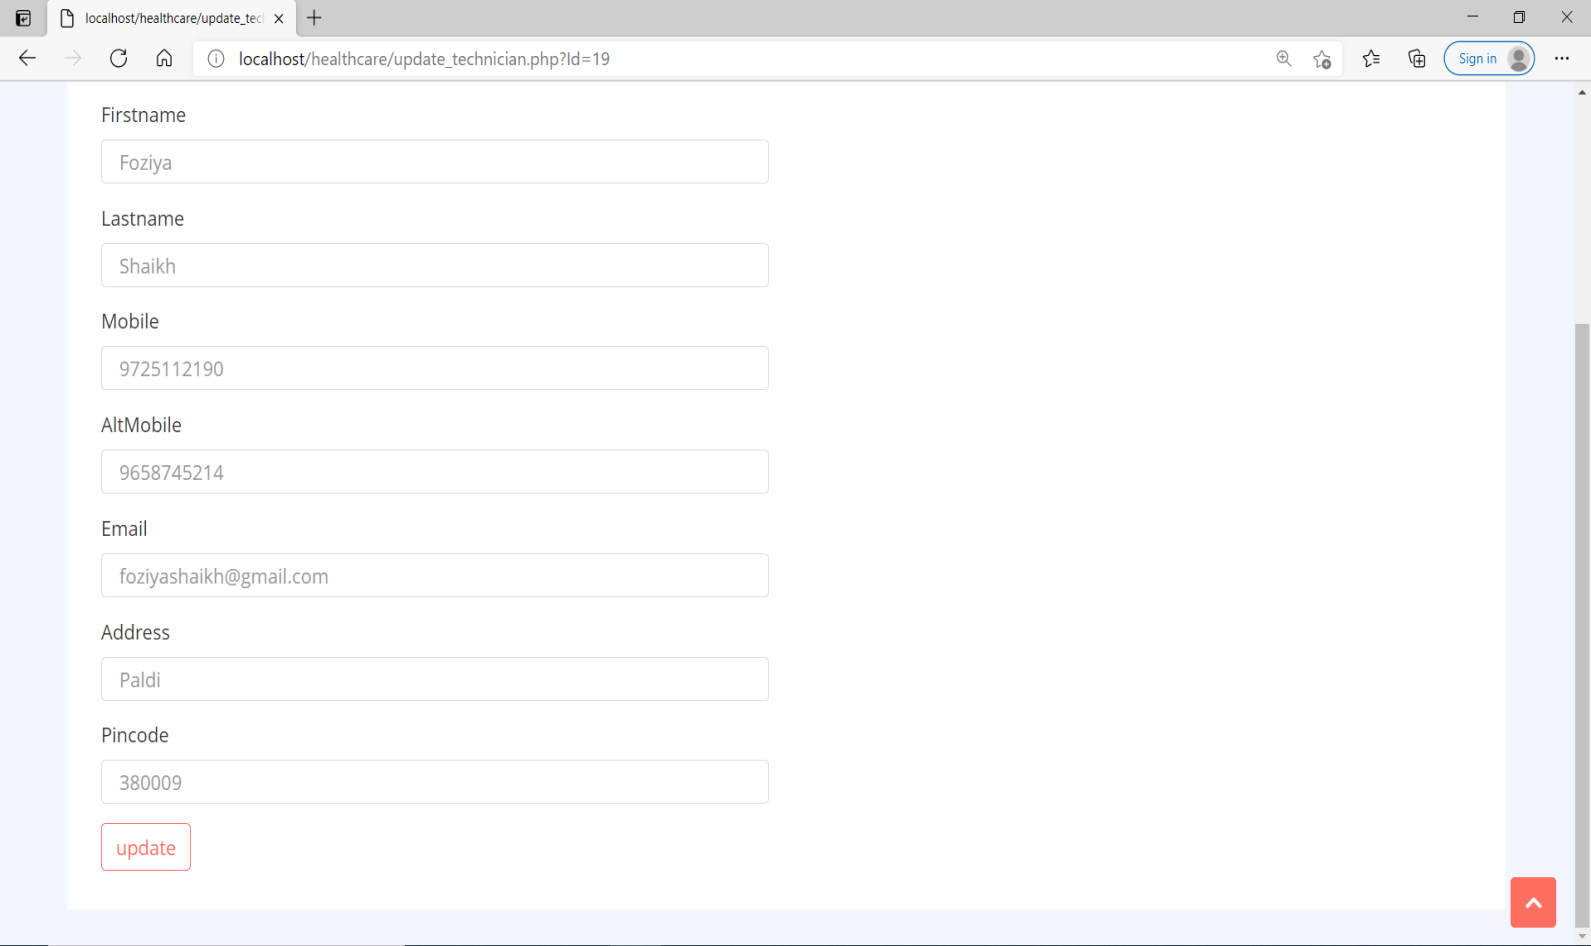 localhost/healthcare/update_tec
localhost/healthcare/update_technician.php?Id=19
Sign in
Firstname
Foziya
Lastname
Shaikh
Mobile
9725112190
AltMobile
9658745214
Email
foziyashaikh@gmail.com
Address
Paldi
Pincode
380009
update